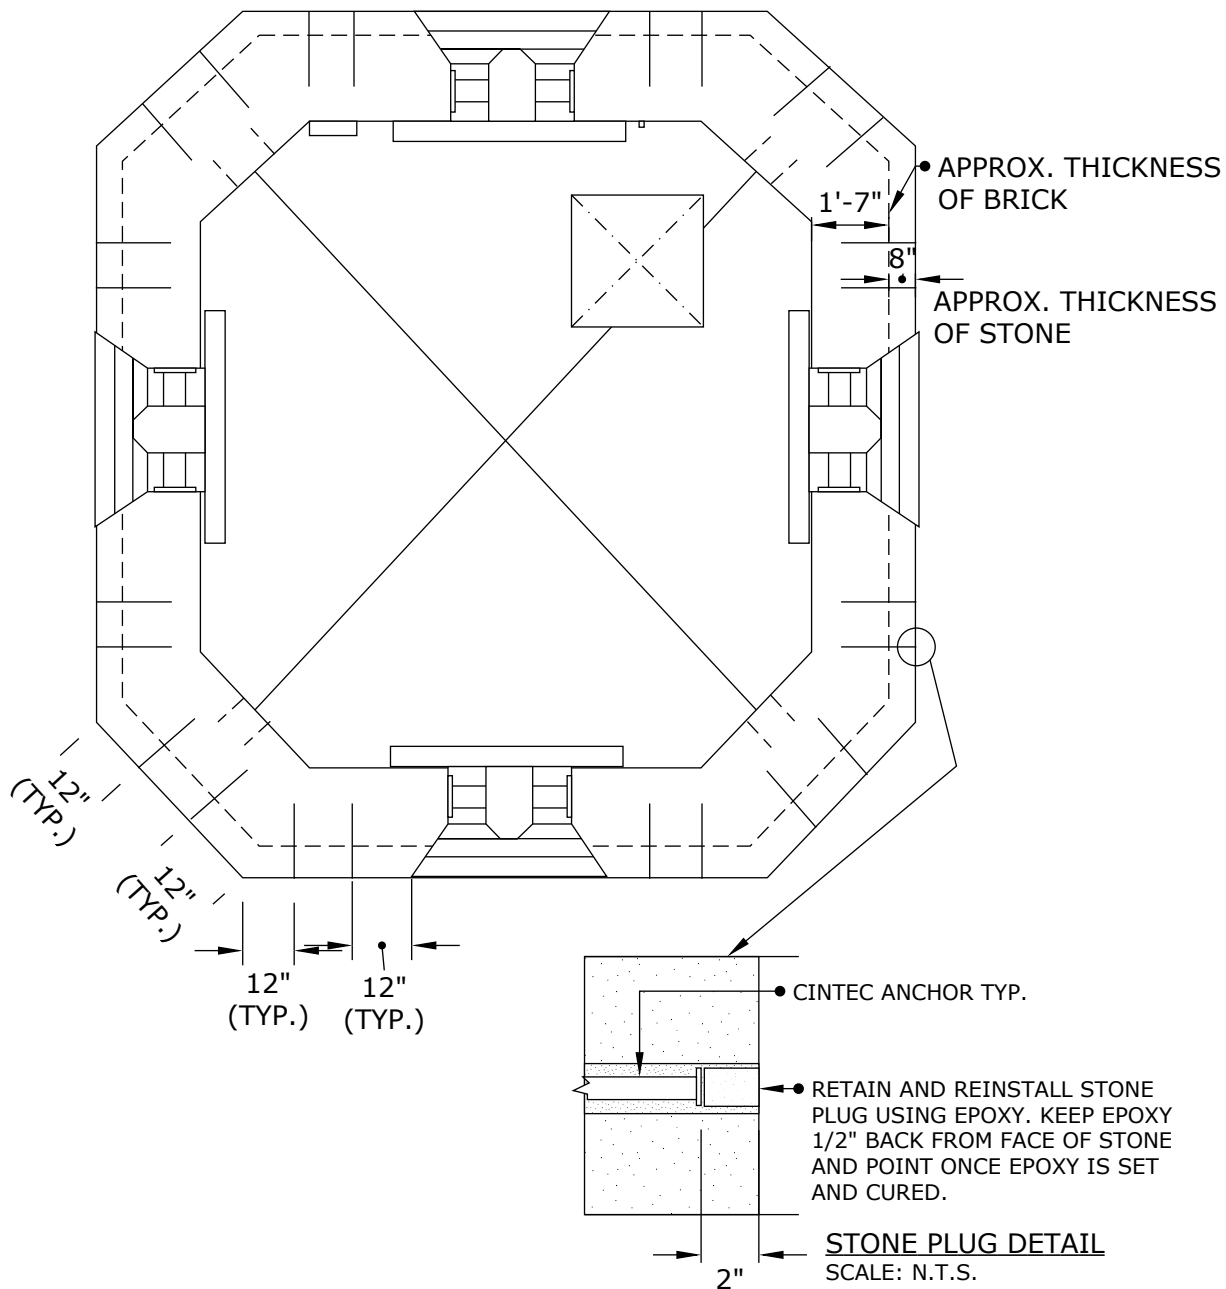 APPROX. THICKNESS
OF BRICK
1'-7"
8"
APPROX. THICKNESS
OF STONE
12"
(TYP.)
12"
(TYP.)
12"
(TYP.)
12"
(TYP.)
CINTEC ANCHOR TYP.
RETAIN AND REINSTALL STONE
PLUG USING EPOXY. KEEP EPOXY
1/2" BACK FROM FACE OF STONE
AND POINT ONCE EPOXY IS SET
AND CURED.
2"
STONE PLUG DETAIL
SCALE: N.T.S.